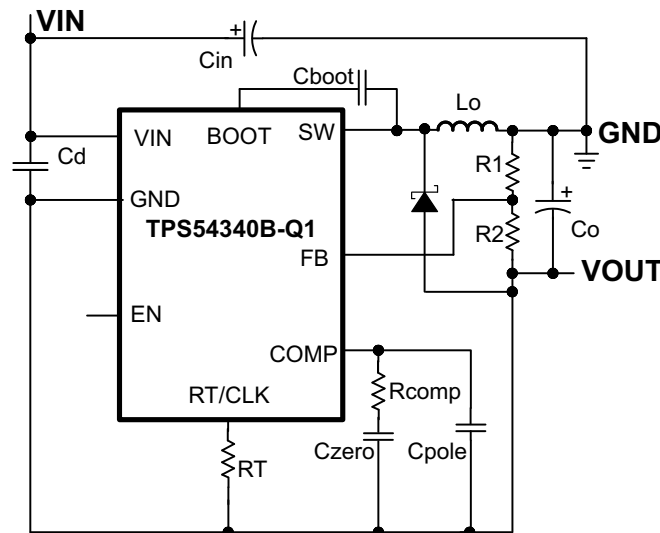 VIN
Cin
Cboot
Lo
VIN
BOOT
SW
GND
Cd
R1
GND
TPS54340B-Q1
R2
Co
FB
VOUT
EN
COMP
RT/CLK
Rcomp
RT
Czero
Cpole